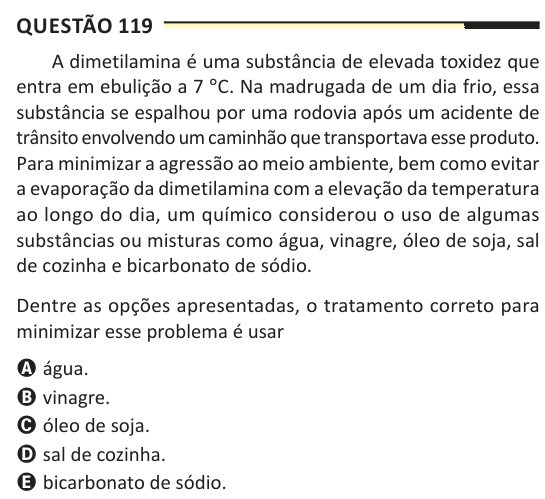 QUESTÃO 119
A dimetilamina é uma substância de elevada toxidez que
entra em ebulição a 7 °C. Na madrugada de um dia frio, essa
substância se espalhou por uma rodovia após um acidente de
trânsito envolvendo um caminhão que transportava esse produto.
Para minimizar a agressão ao meio ambiente, bem como evitar
a evaporação da dimetilamina com a elevação da temperatura
ao longo do dia, um químico considerou o uso de algumas
substâncias ou misturas como água, vinagre, óleo de soja, sal
de cozinha e bicarbonato de sódio.
Dentre as opções apresentadas, o tratamento correto para
minimizar esse problema é usar
A água.
B vinagre.
C óleo de soja.
D sal de cozinha.
E bicarbonato de sódio.